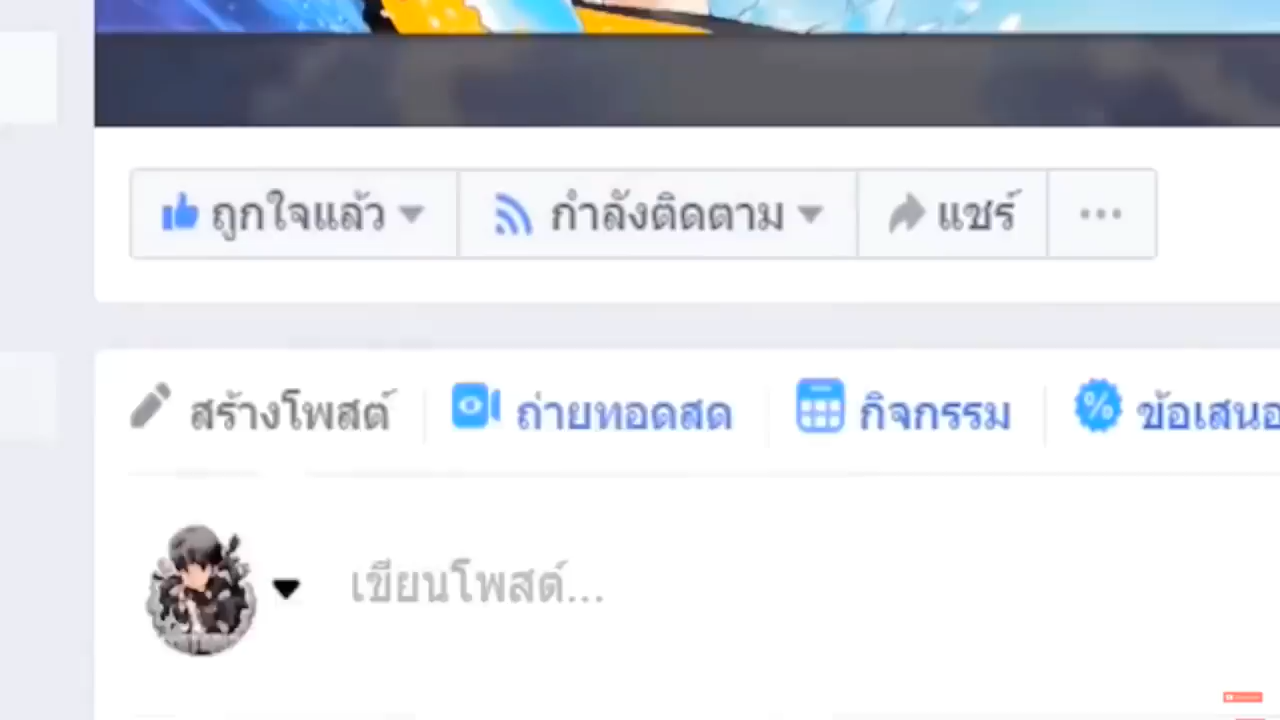 ถูกใจแล้ว กำลังติดตาม แชร์
สร้างโพสต์ ถ่ายทอดสด กิจกรรม ข้อเสนอ
เขียนโพสต์...